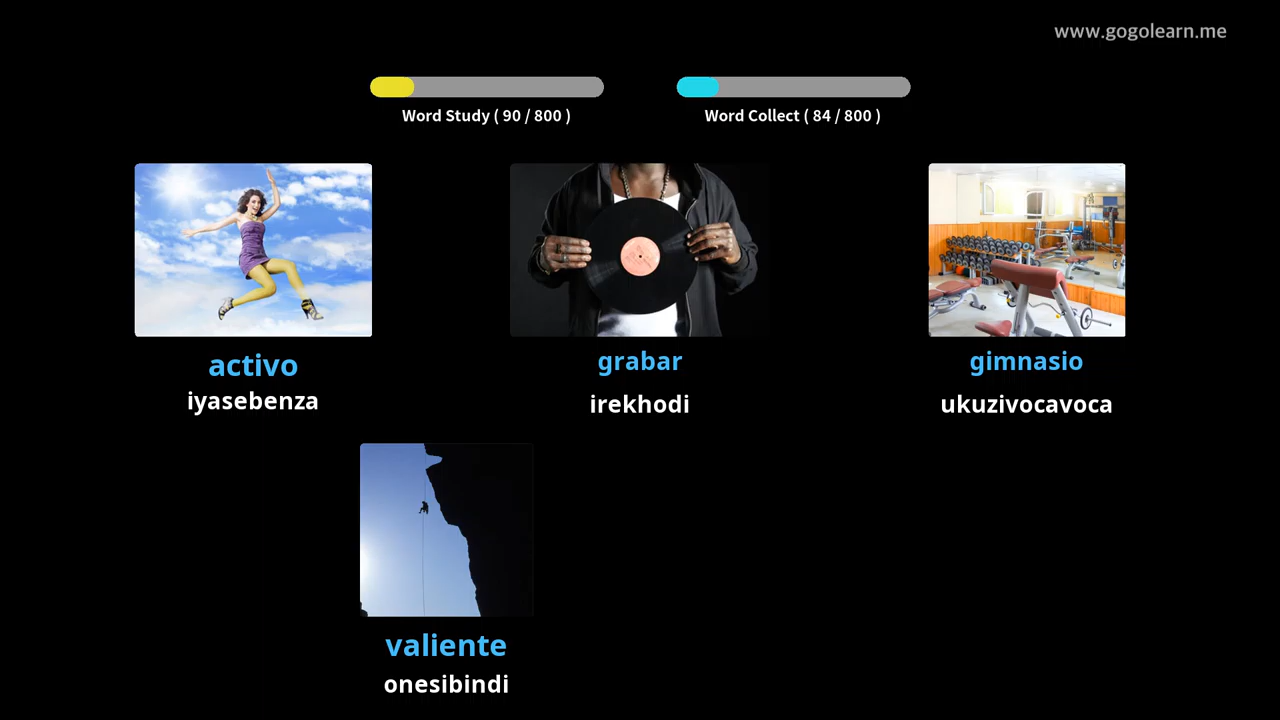 www.gogolearn.me
Word Study ( 90 / 800 )
Word Collect ( 84 / 800 )
activo
iyasebenza
grabar
irekhodi
gimnasio
ukuzivocavoca
valiente
onesibindi